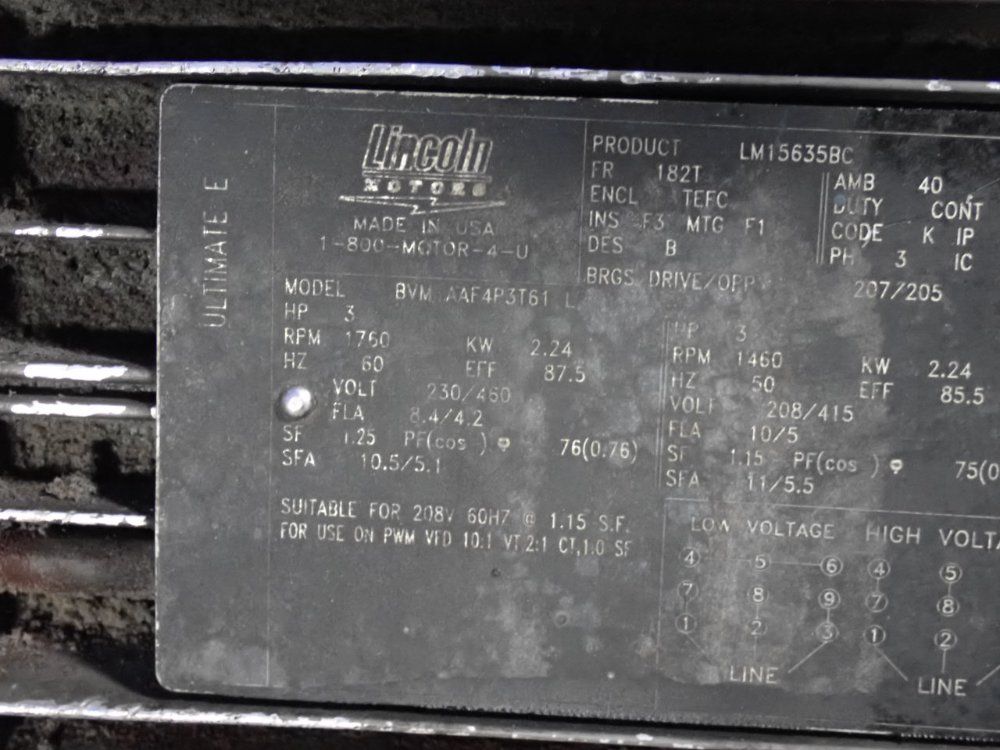 ULTIMATE E
Lincoln
MOTORS
MADE IN USA
1-800-MOTOR-4-U
PRODUCT LM15635BC
FR 182T
ENCL TEFC
INS F3 MTG F1
DES B
AMB 40
DUTY CONT
CODE K IP
PH 3 IC
BRGS DRIVE/OPP 207/205
MODEL BVM AAF4P3T61 L
HP 3
RPM 1760 KW 2.24
HZ 60 EFF 87.5
VOLT 230/460
FLA 8.4/4.2
SF 1.25 PF(cos ) φ 76(0.76)
SFA 10.5/5.1
HP 3
RPM 1460 KW 2.24
HZ 50 EFF 85.5
VOLT 208/415
FLA 10/5
SF 1.15 PF(cos ) φ 75(0
SFA 11/5.5
SUITABLE FOR 208V 60HZ @ 1.15 S.F.
FOR USE ON PWM VFD 10:1 VT,2:1 CT,1.0 SF
LOW VOLTAGE
④ ⑤ ⑥
⑦ ⑧ ⑨
① ② ③
LINE
HIGH VOLTA
④ ⑤
⑦ ⑧
① ②
LINE